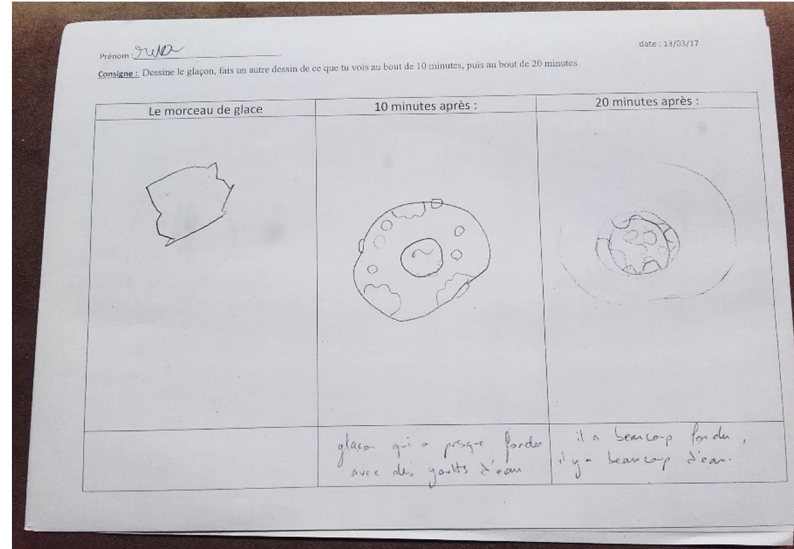 Prénom :
date : 13/03/17
Consigne : Dessine le glaçon, fais un autre dessin de ce que tu vois au bout de 10 minutes, puis au bout de 20 minutes.
Le morceau de glace
10 minutes après :
20 minutes après :
glaçon qui a presque fondu
avec des goutts d'eau
il a beaucoup fondu,
il y a beaucoup d'eau.